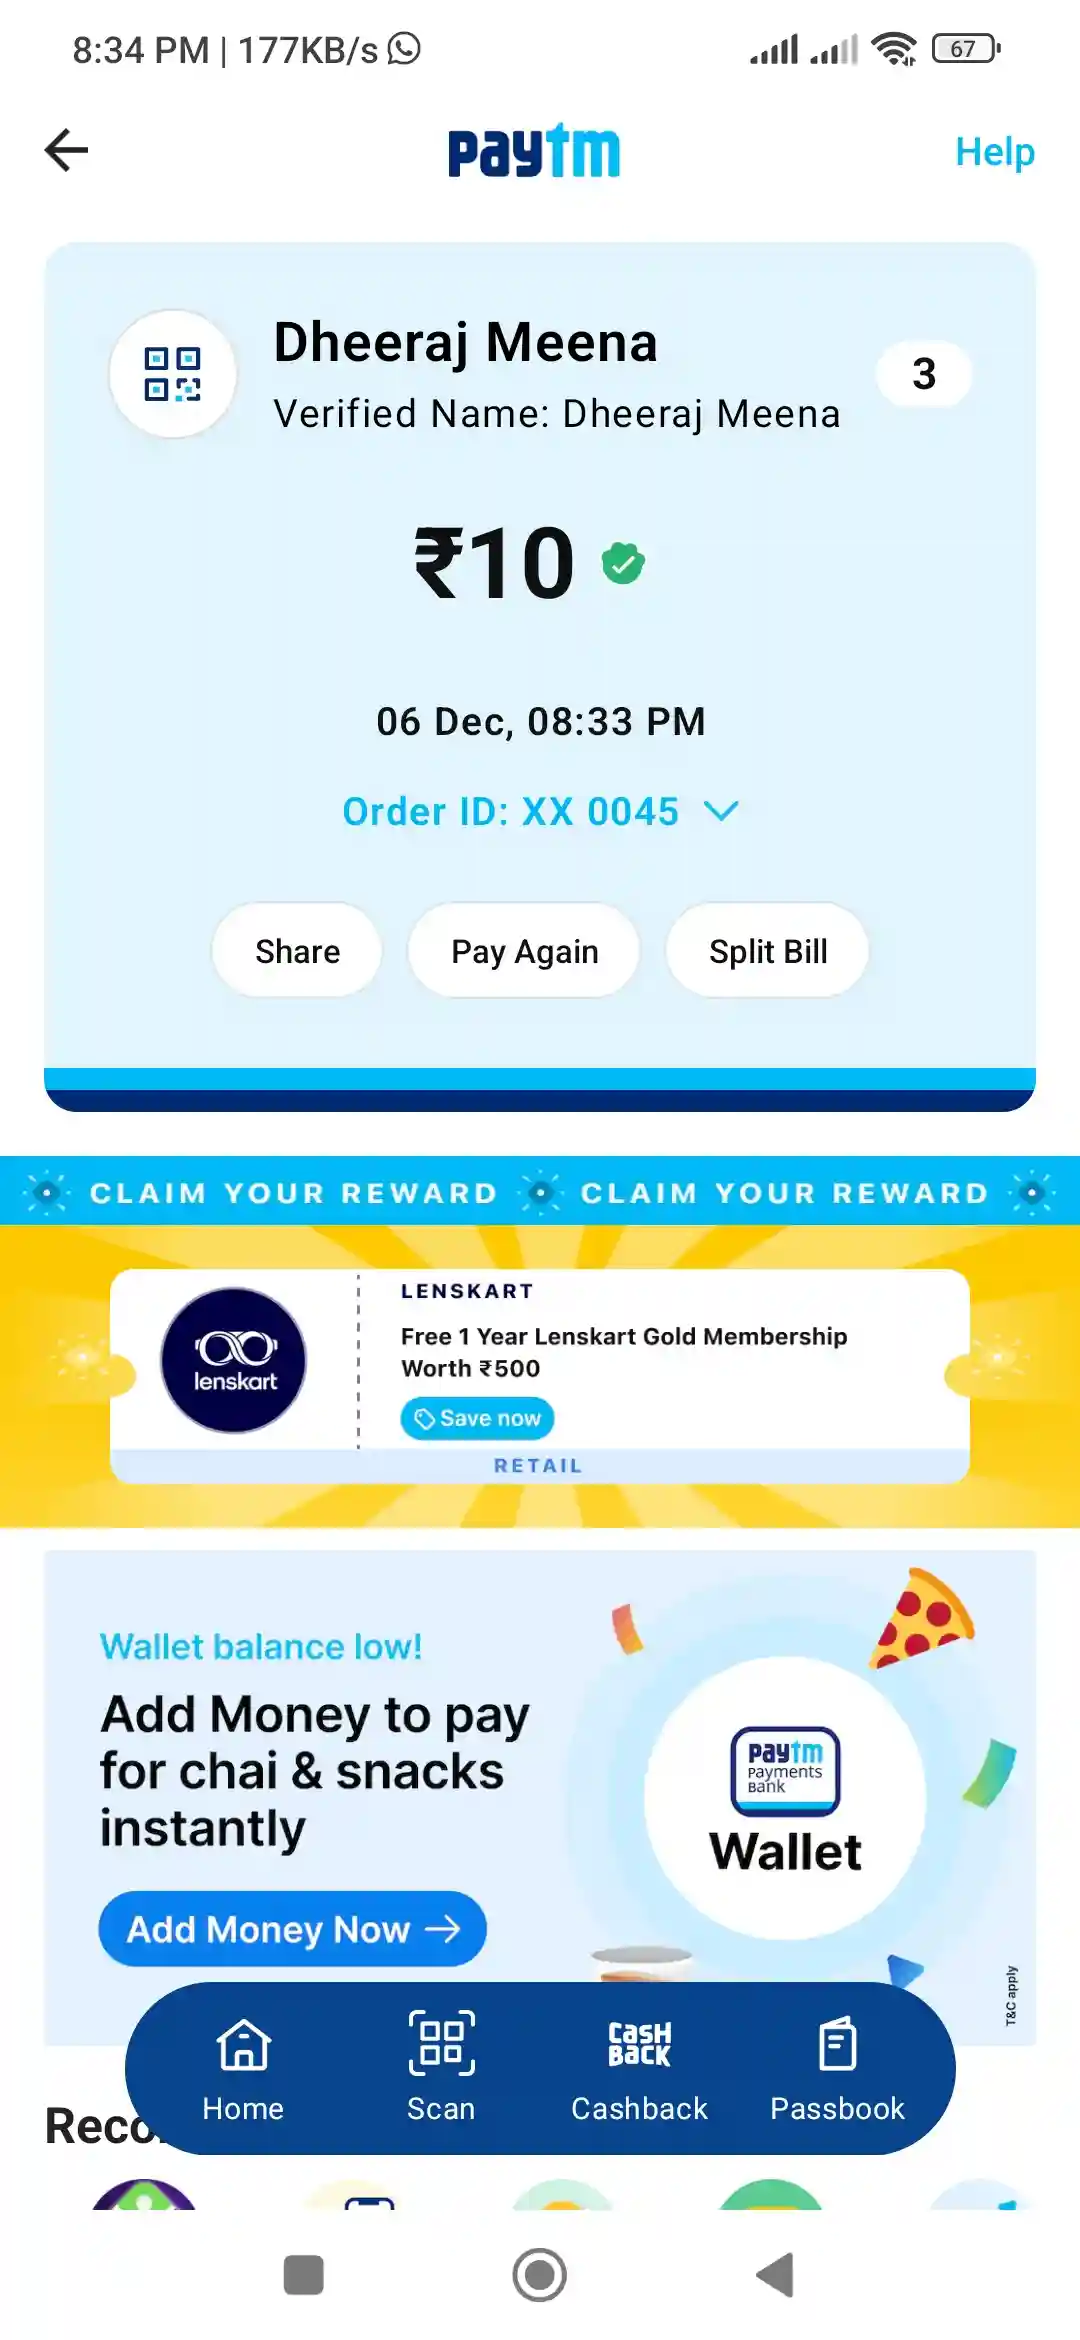 8:34 PM | 177KB/s
67
paytm
Help
Dheeraj Meena
Verified Name: Dheeraj Meena
3
₹10
06 Dec, 08:33 PM
Order ID: XX 0045
Share
Pay Again
Split Bill
CLAIM YOUR REWARD CLAIM YOUR REWARD
lenskart
LENSKART
Free 1 Year Lenskart Gold Membership
Worth ₹500
Save now
RETAIL
Wallet balance low!
Add Money to pay
for chai & snacks
instantly
Add Money Now →
paytm
Payments
Bank
Wallet
T&C apply
Home
Scan
CASH
BACK
Cashback
Passbook